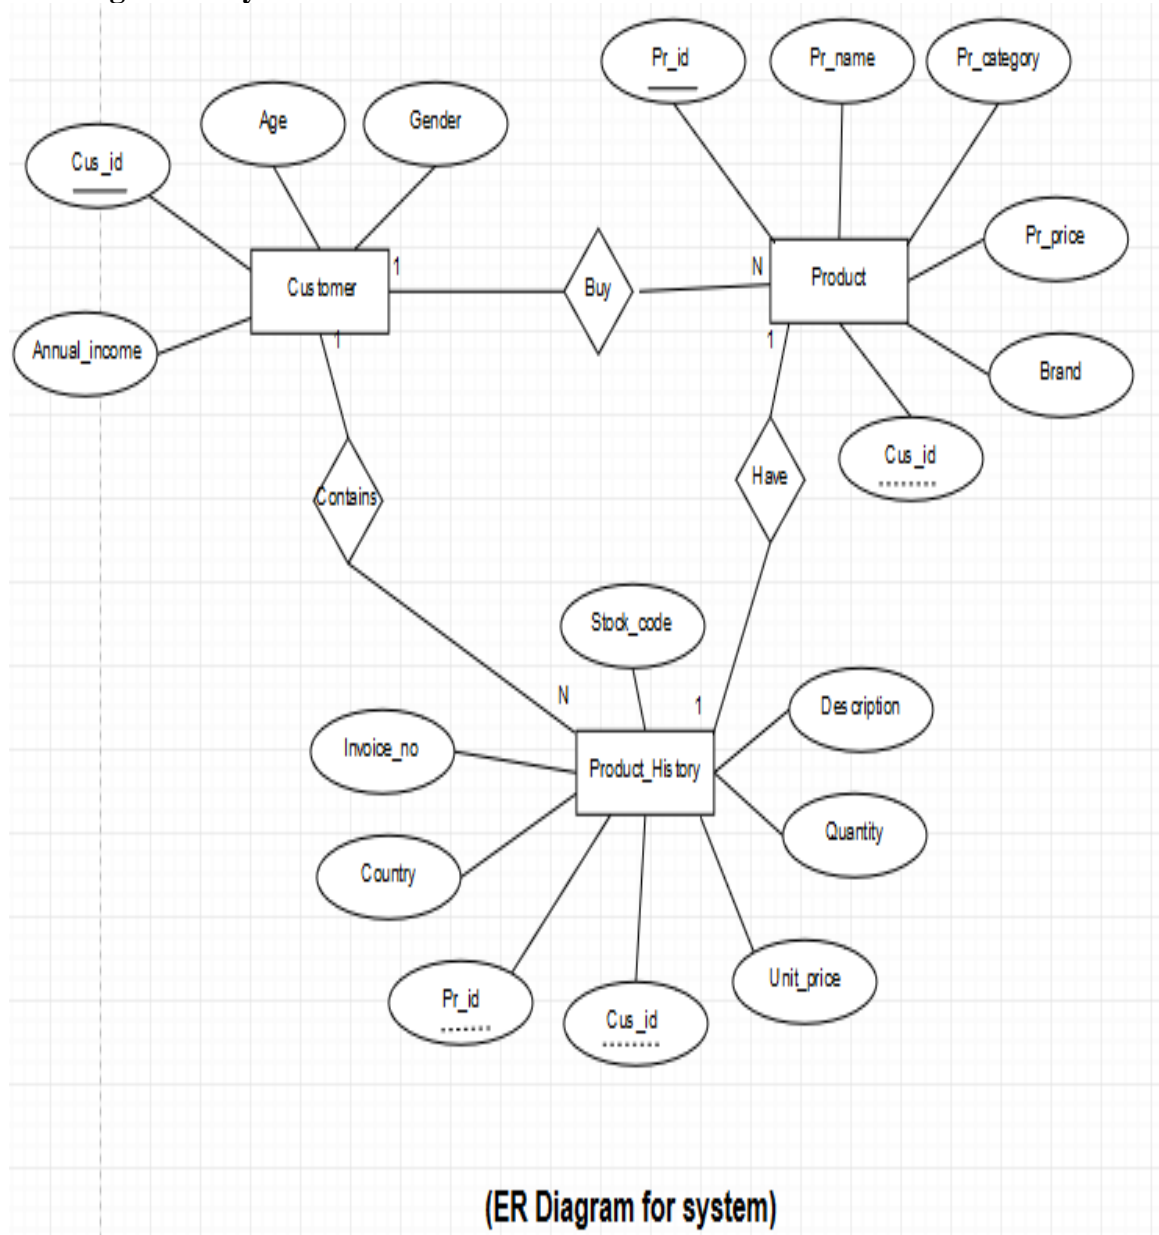 Pr_id
Pr_name
Pr_category
Age
Gender
Cus_id
Pr_price
1
N
Product
Customer
Buy
Annual_income
1
1
Brand
Cus_id
Have
Contains
Stock_code
N
1
Description
Invoice_no
Product_History
Quantity
Country
Unit_price
Pr_id
Cus_id
(ER Diagram for system)